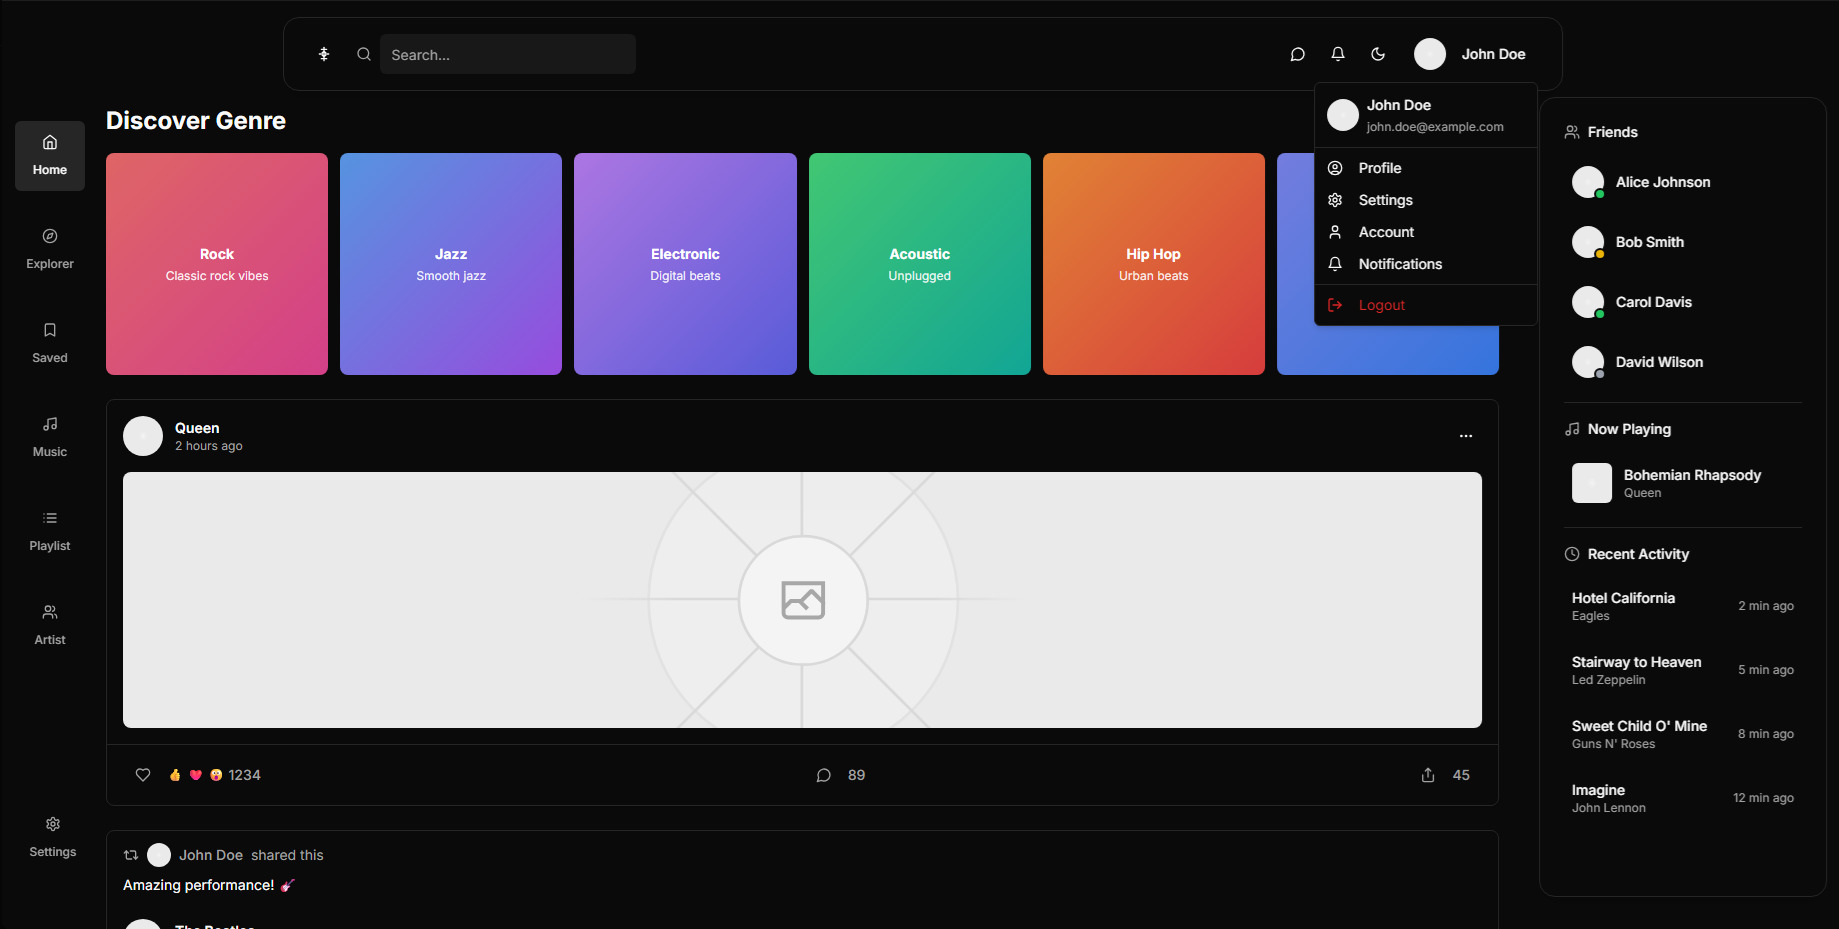 Search...
John Doe
John Doe
john.doe@example.com
Profile
Settings
Account
Notifications
Logout
Home
Explorer
Saved
Music
Playlist
Artist
Settings
Discover Genre
Rock
Classic rock vibes
Jazz
Smooth jazz
Electronic
Digital beats
Acoustic
Unplugged
Hip Hop
Urban beats
Queen
2 hours ago
1234
89
45
John Doe shared this
Amazing performance! 🎸
The Beatles
Friends
Alice Johnson
Bob Smith
Carol Davis
David Wilson
Now Playing
Bohemian Rhapsody
Queen
Recent Activity
Hotel California
Eagles
2 min ago
Stairway to Heaven
Led Zeppelin
5 min ago
Sweet Child O' Mine
Guns N' Roses
8 min ago
Imagine
John Lennon
12 min ago